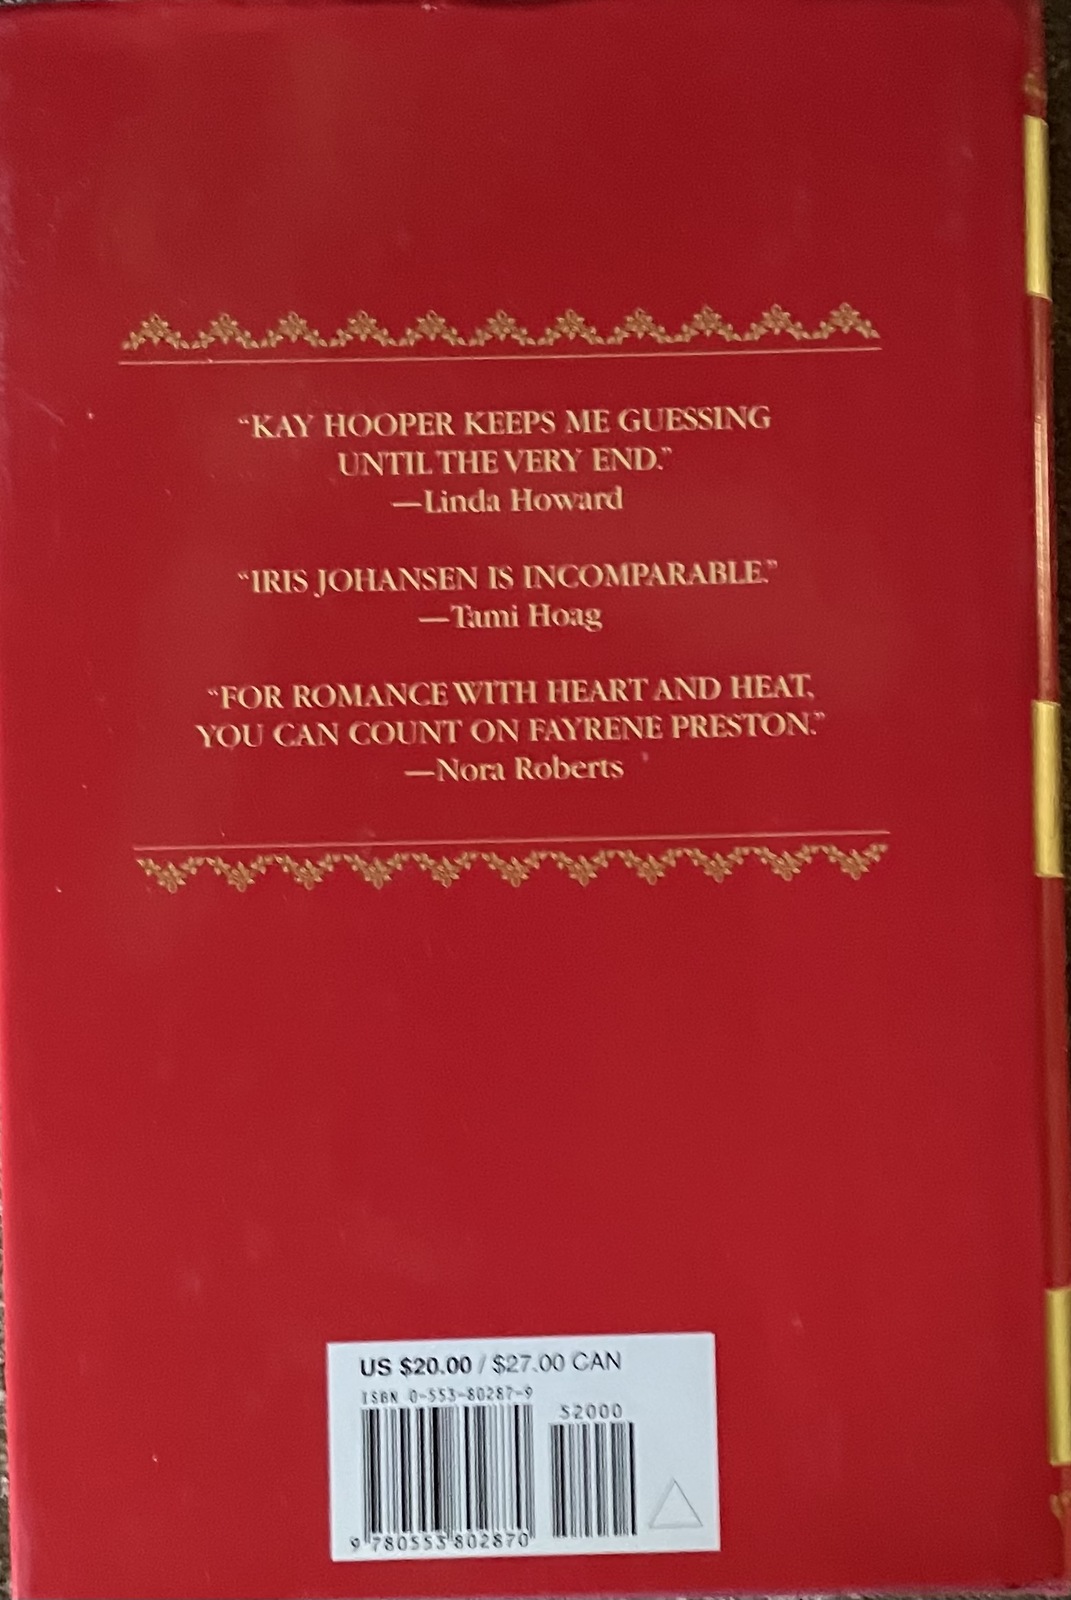 “KAY HOOPER KEEPS ME GUESSING
UNTIL THE VERY END.”
—Linda Howard
“IRIS JOHANSEN IS INCOMPARABLE.”
—Tami Hoag
“FOR ROMANCE WITH HEART AND HEAT,
YOU CAN COUNT ON FAYRENE PRESTON.”
—Nora Roberts
US $20.00 / $27.00 CAN
ISBN 0-553-80287-9
52000
9 780553 802870